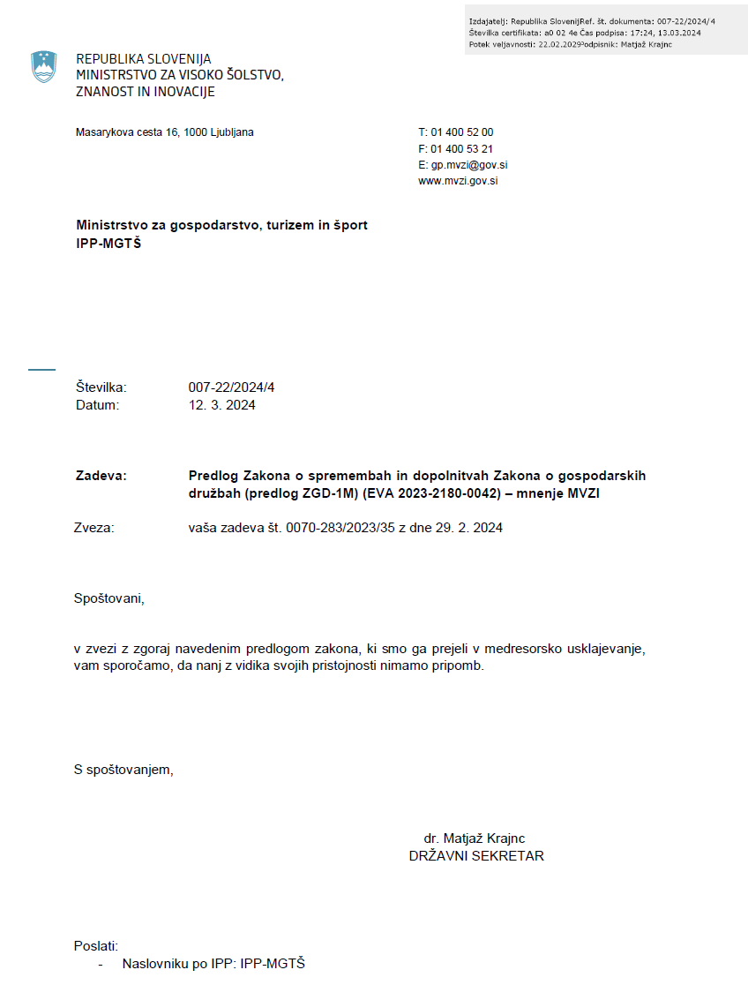 Izdajatelj: Republika SlovenijRef. št. dokumenta: 007-22/2024/4
Številka certifikata: a0 02 4e Čas podpisa: 17:24, 13.03.2024
Potek veljavnosti: 22.02.2029Podpisnik: Matjaž Krajnc
REPUBLIKA SLOVENIJA
MINISTRSTVO ZA VISOKO ŠOLSTVO,
ZNANOST IN INOVACIJE
Masarykova cesta 16, 1000 Ljubljana
T: 01 400 52 00
F: 01 400 53 21
E: gp.mvzi@gov.si
www.mvzi.gov.si
Ministrstvo za gospodarstvo, turizem in šport
IPP-MGTŠ
Številka: 007-22/2024/4
Datum: 12. 3. 2024
Zadeva: Predlog Zakona o spremembah in dopolnitvah Zakona o gospodarskih
družbah (predlog ZGD-1M) (EVA 2023-2180-0042) – mnenje MVZI
Zveza: vaša zadeva št. 0070-283/2023/35 z dne 29. 2. 2024
Spoštovani,
v zvezi z zgoraj navedenim predlogom zakona, ki smo ga prejeli v medresorsko usklajevanje,
vam sporočamo, da nanj z vidika svojih pristojnosti nimamo pripomb.
S spoštovanjem,
dr. Matjaž Krajnc
DRŽAVNI SEKRETAR
Poslati:
- Naslovniku po IPP: IPP-MGTŠ